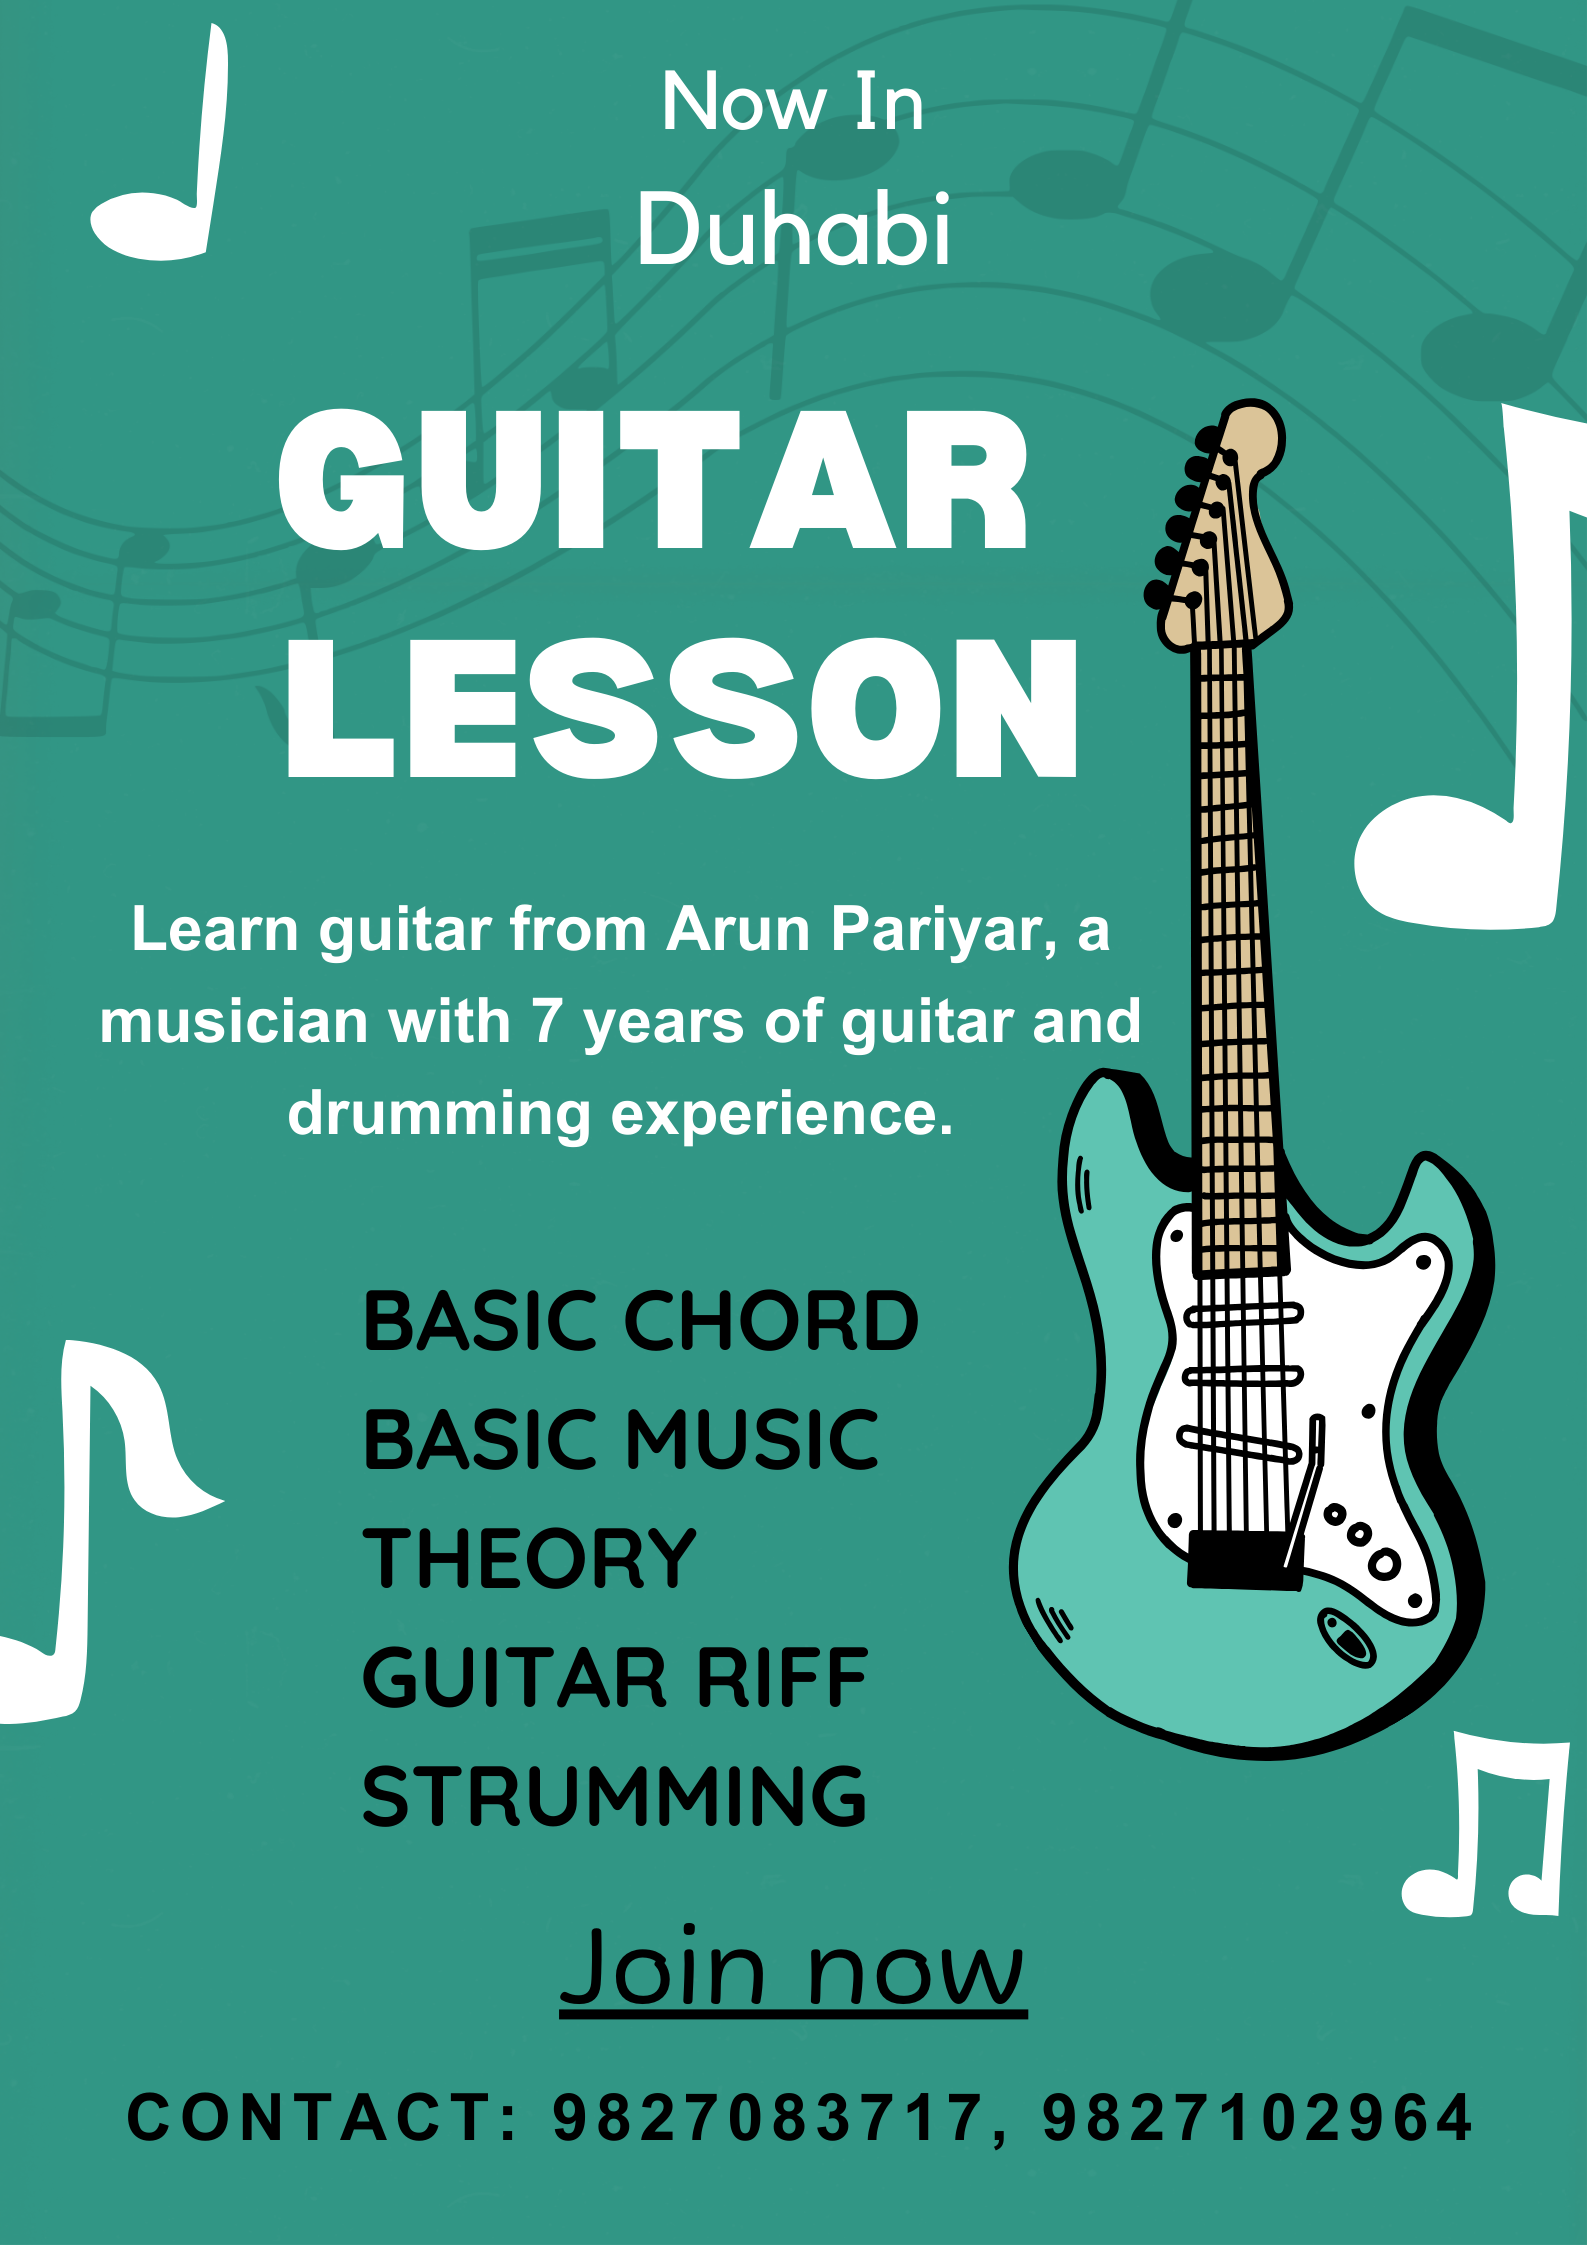 Now In
Duhabi
GUITAR
LESSON
Learn guitar from Arun Pariyar, a
musician with 7 years of guitar and
drumming experience.
BASIC CHORD
BASIC MUSIC
THEORY
GUITAR RIFF
STRUMMING
Join now
CONTACT: 9827083717, 9827102964